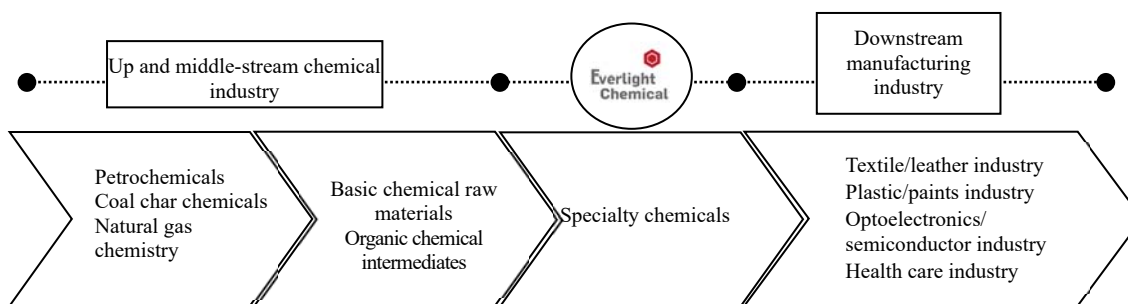 Up and middle-stream chemical
industry
Everlight
Chemical
Downstream
manufacturing
industry
Petrochemicals
Coal char chemicals
Natural gas
chemistry
Basic chemical raw
materials
Organic chemical
intermediates
Specialty chemicals
Textile/leather industry
Plastic/paints industry
Optoelectronics/
semiconductor industry
Health care industry